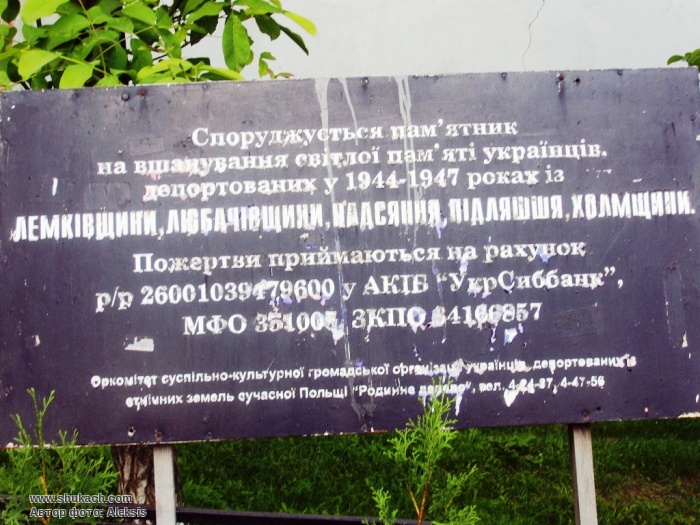 Споруджується пам’ятник
на вшанування світлої пам’яті українців,
депортованих у 1944-1947 роках із
ЛЕМКІВЩИНИ, ЛЮБАЧІВЩИНИ, НАДСЯННЯ, ПІДЛЯШШЯ, ХОЛМЩИНИ.
Пожертви приймаються на рахунок
р/р 26001039479600 у АКІБ “УкрСиббанк”,
МФО 351005, ЗКПО 34166857
Оркомітет суспільно-культурної громадської організації українців, депортованих із
етнічних земель сучасної Польщі “Родинне дерево”, тел. 4-24-37, 4-47-56
www.shukach.com
Автор фото: Aleksis